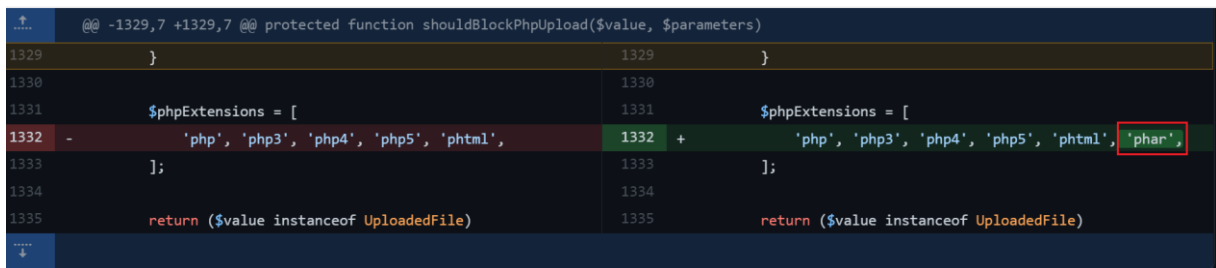 @@ -1329,7 +1329,7 @@ protected function shouldBlockPhpUpload($value, $parameters)
1329 }
1330
1331 $phpExtensions = [
1332 - 'php', 'php3', 'php4', 'php5', 'phtml',
1333 ];
1334
1335 return ($value instanceof UploadedFile)
1329 }
1330
1331 $phpExtensions = [
1332 + 'php', 'php3', 'php4', 'php5', 'phtml', 'phar',
1333 ];
1334
1335 return ($value instanceof UploadedFile)